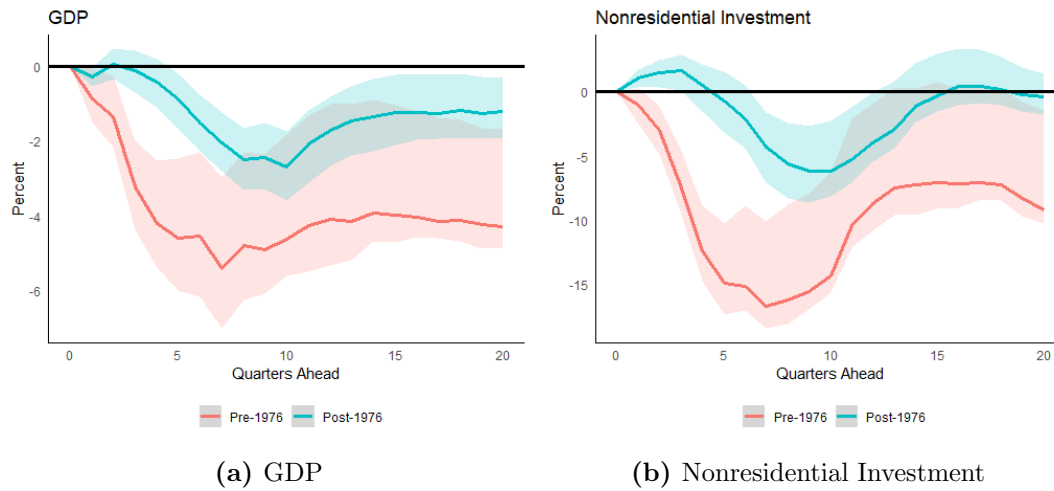 GDP
Nonresidential Investment
0
-2
-4
-6
Percent
0
5
10
15
20
Quarters Ahead
Pre-1976 Post-1976
0
-5
-10
-15
Percent
0
5
10
15
20
Quarters Ahead
Pre-1976 Post-1976
(a) GDP
(b) Nonresidential Investment